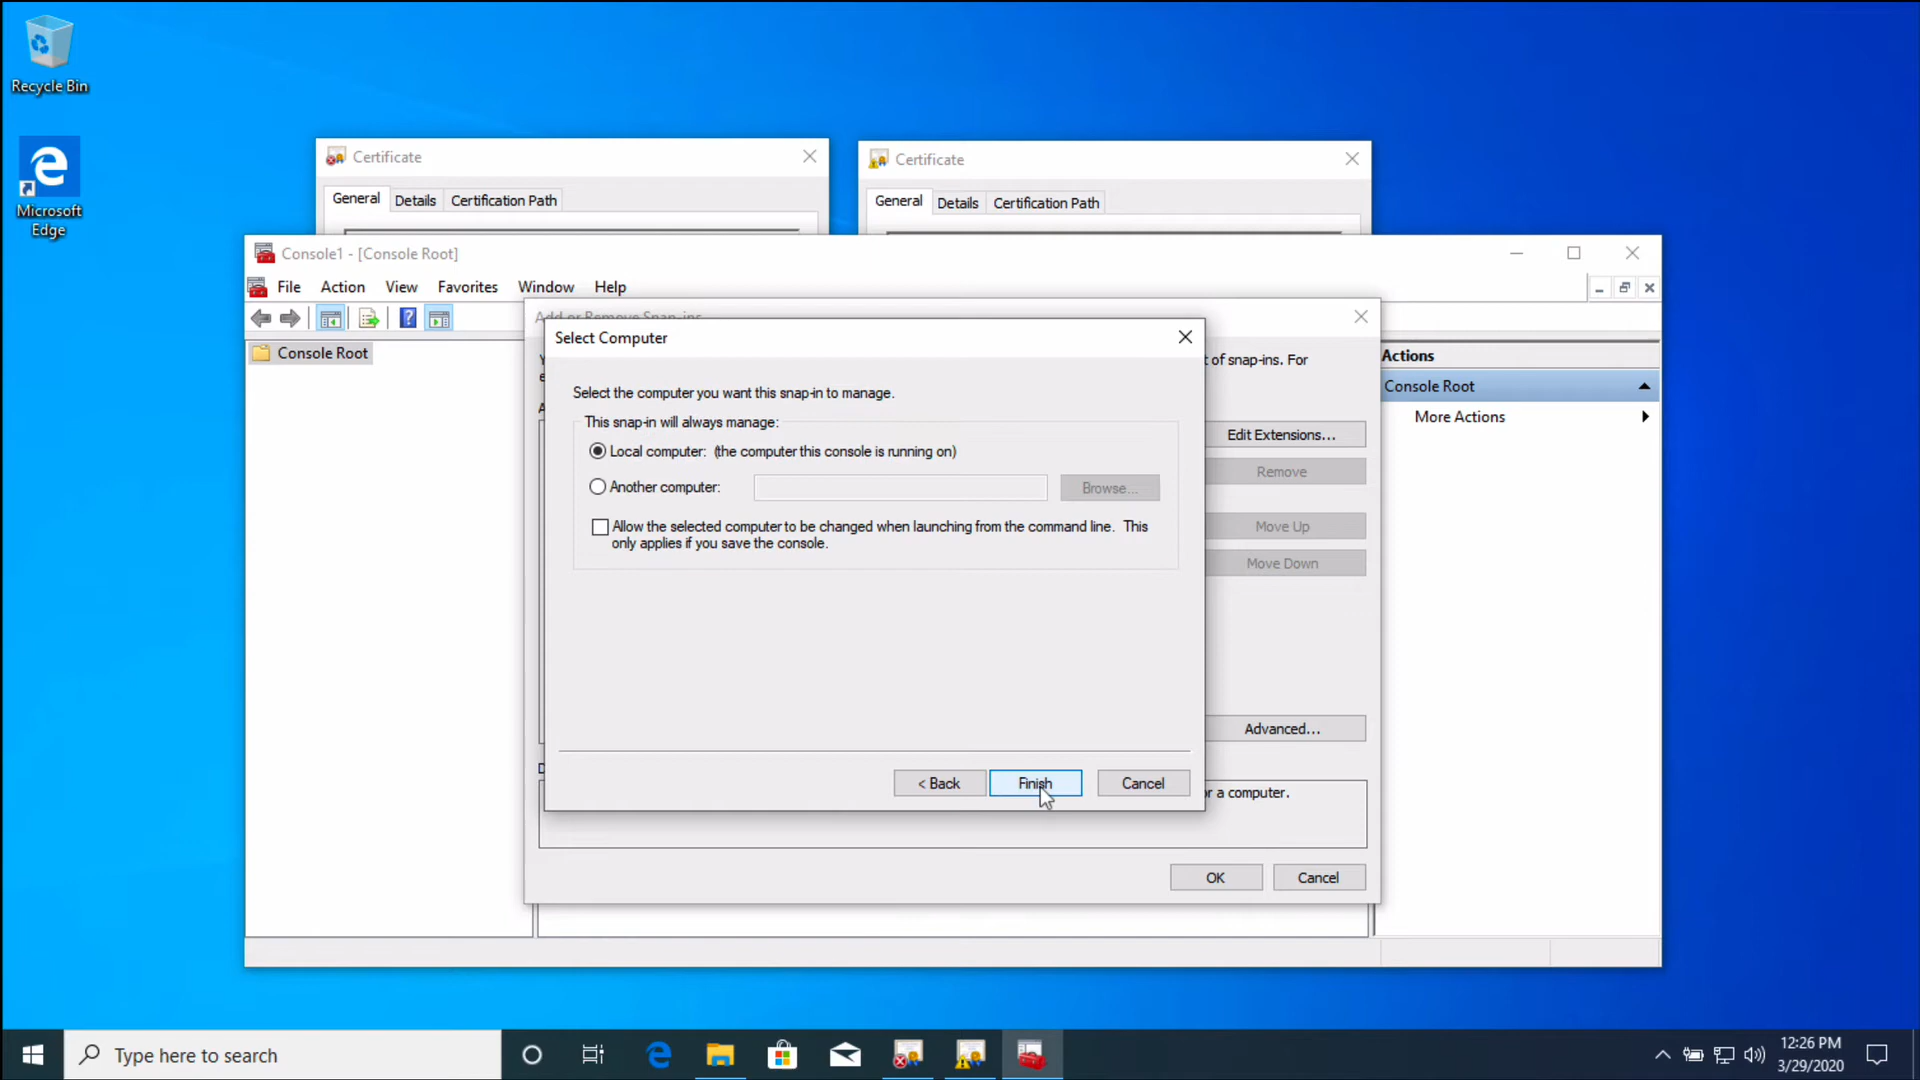 Recycle Bin
Microsoft
Edge
Certificate
General
Details
Certification Path
Certificate
General
Details
Certification Path
Console1 - [Console Root]
File
Action
View
Favorites
Window
Help
Console Root
Add or Remove Snap-ins
t of snap-ins. For
Select Computer
Select the computer you want this snap-in to manage.
This snap-in will always manage:
Local computer: (the computer this console is running on)
Another computer:
Browse...
Allow the selected computer to be changed when launching from the command line. This
only applies if you save the console.
< Back
Finish
Cancel
Edit Extensions...
Remove
Move Up
Move Down
Advanced...
r a computer.
OK
Cancel
Actions
Console Root
More Actions
Type here to search
12:26 PM
3/29/2020